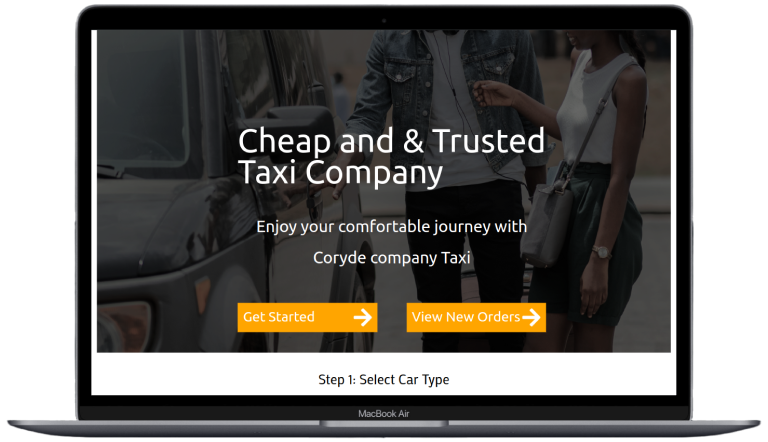 Cheap and & Trusted
Taxi Company
Enjoy your comfortable journey with
Coryde company Taxi
Get Started
View New Orders
Step 1: Select Car Type
MacBook Air